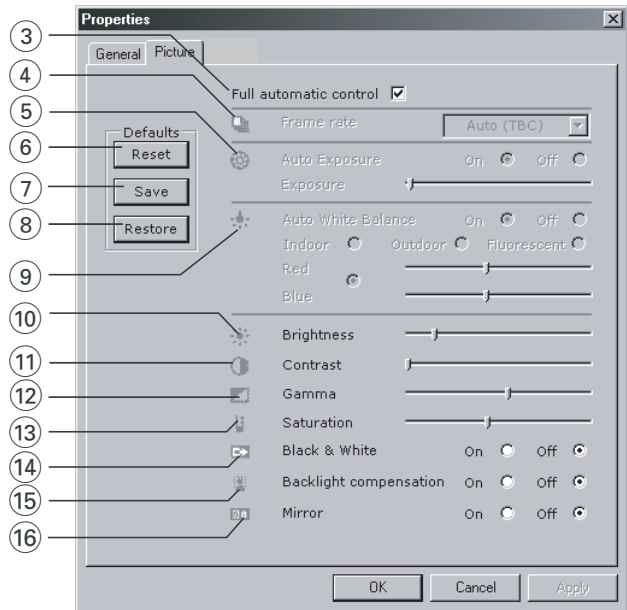 Properties
General Picture
3
Full automatic control
4
Frame rate Auto (TBC)
5
Defaults
Auto Exposure On Off
6
Reset
Exposure
7
Save
8
Restore
Auto White Balance On Off
Indoor Outdoor Fluorescent
9
Red
Blue
10
Brightness
11
Contrast
12
Gamma
13
Saturation
14
Black & White On Off
15
Backlight compensation On Off
16
Mirror On Off
OK Cancel Apply